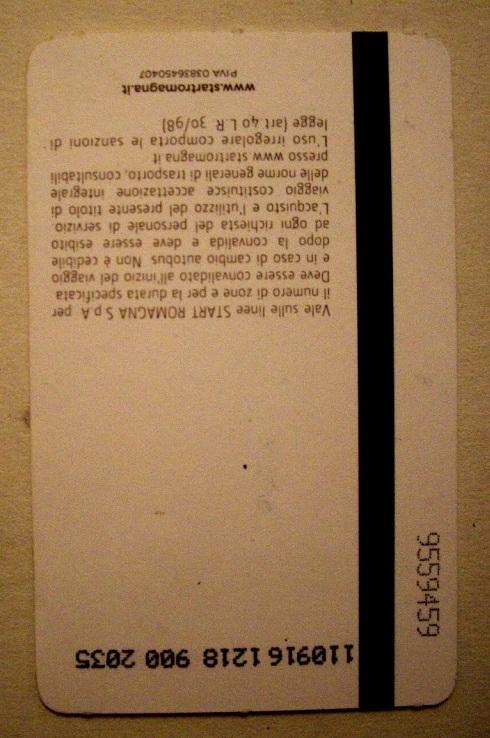 Vale sulle linee START ROMAGNA S p A per
il numero di zone e per la durata specificata
Deve essere convalidato all'inizio del viaggio
e in caso di cambio autobus Non è cedibile
dopo la convalida e deve essere esibito
ad ogni richiesta del personale di servizio.
L'acquisto e l'utilizzo del presente titolo di
viaggio costituisce accettazione integrale
delle norme generali di trasporto, consultabili
presso www.startromagna it
L'uso irregolare comporta le sanzioni di
legge (art 40 L.R 30/98)
www.startromagna.it
P.IVA 03836450407
110916 1218 900 2035
9559459